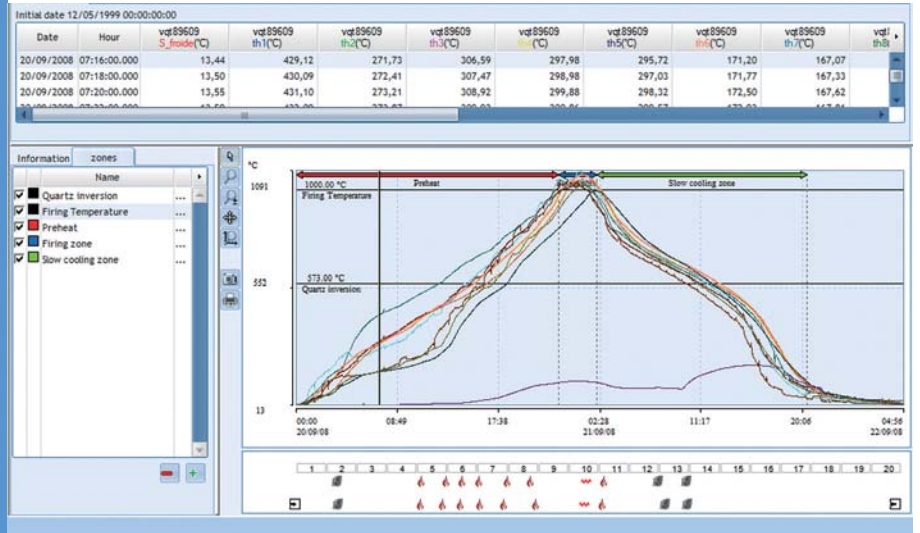 Initial date 12/05/1999 00:00:00:00
Date Hour vqt89609 S_froide(°C) vqt89609 th1(°C) vqt89609 th2(°C) vqt89609 th3(°C) vqt89609 th4(°C) vqt89609 th5(°C) vqt89609 th6(°C) vqt89609 th7(°C)
20/09/2008 07:16:00.000 13,44 429,12 271,73 306,59 297,98 295,72 171,20 167,07
20/09/2008 07:18:00.000 13,50 430,09 272,41 307,47 298,98 297,03 171,77 167,33
20/09/2008 07:20:00.000 13,55 431,10 273,21 308,92 299,88 298,32 172,50 167,62
Information zones
Name
Quartz inversion ...
Firing Temperature ...
Preheat ...
Firing zone ...
Slow cooling zone ...
°C
1091
1000.00 °C Preheat Slow cooling zone
Firing Temperature
573.00 °C
552
Quartz inversion
13
00:00 08:49 17:38 02:28 11:17 20:06 04:56
20/09/08 21/09/08 22/09/08
1 2 3 4 5 6 7 8 9 10 11 12 13 14 15 16 17 18 19 20